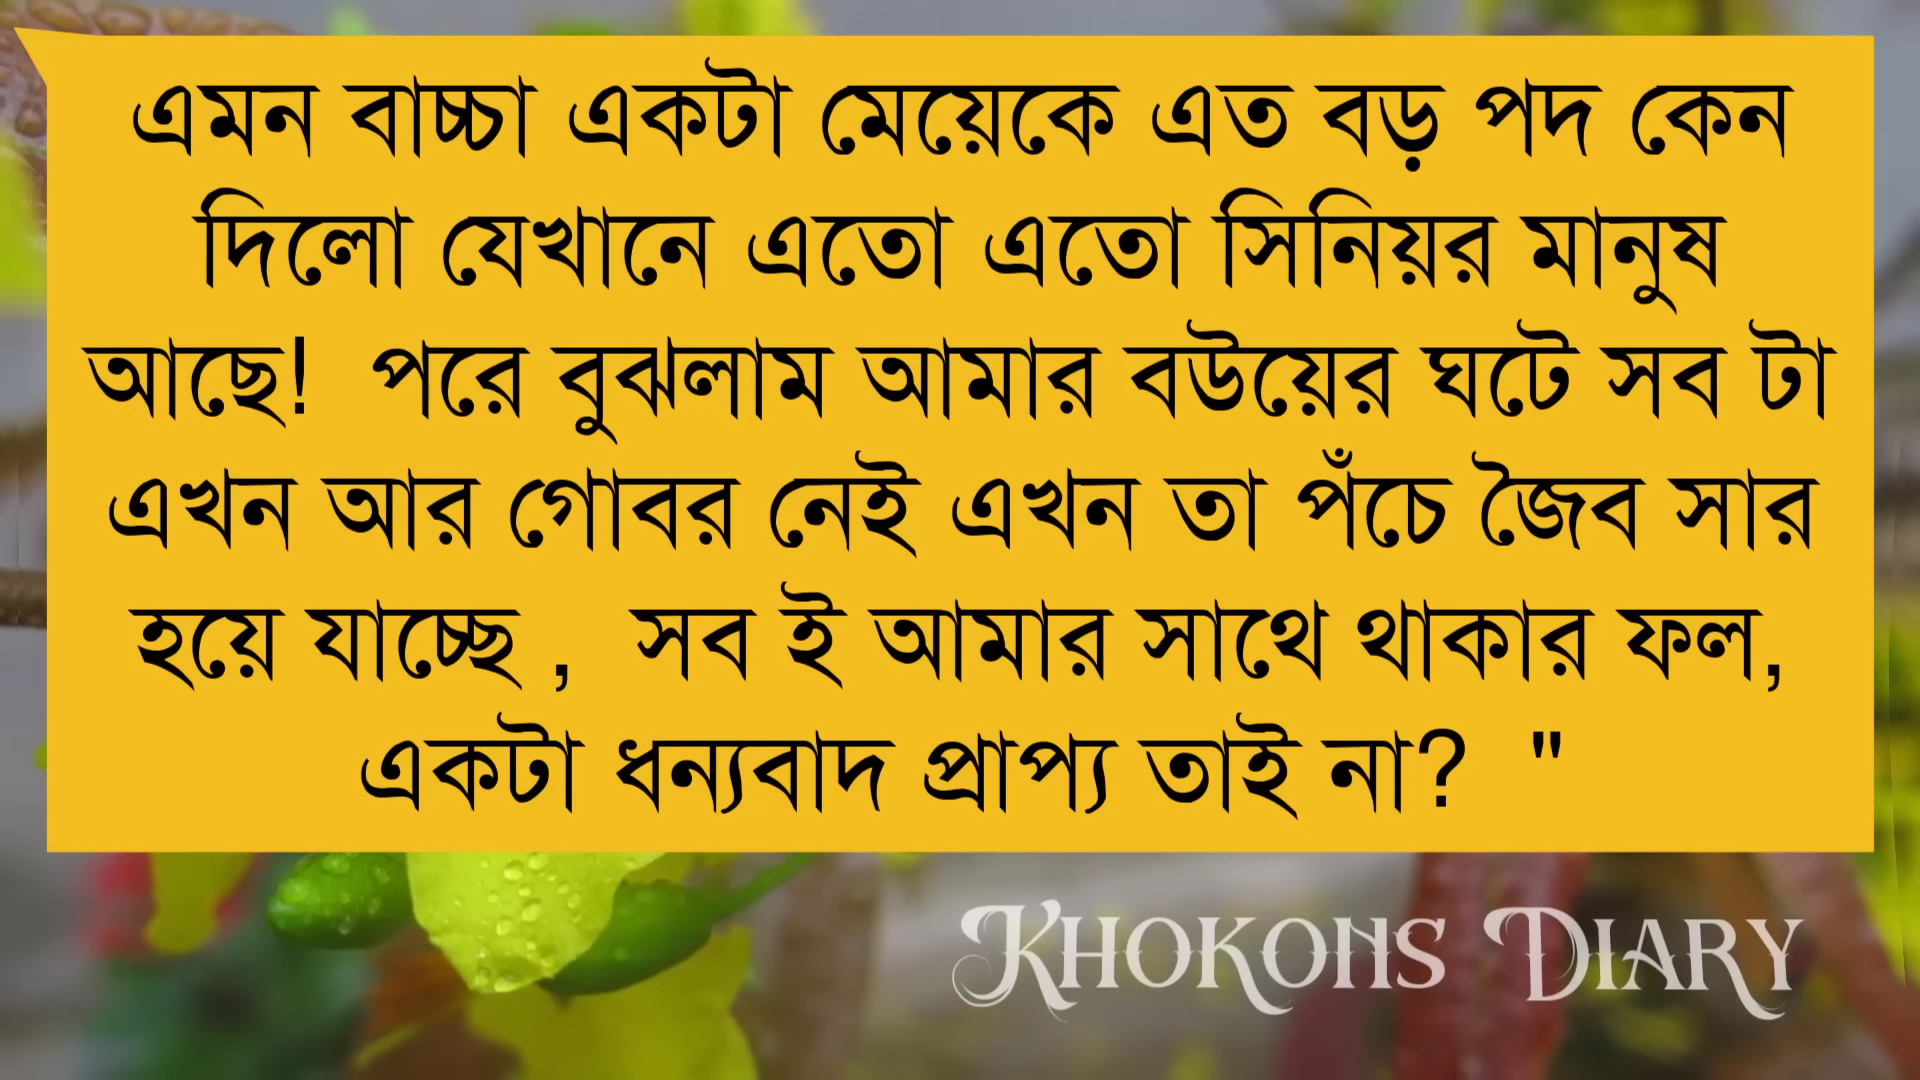 এমন বাচ্চা একটা মেয়েকে এত বড় পদ কেন
দিলো যেখানে এতো এতো সিনিয়র মানুষ
আছে!  পরে বুঝলাম আমার বউয়ের ঘটে সব টা
এখন আর গোবর নেই এখন তা পঁচে জৈব সার
হয়ে যাচ্ছে ,  সব ই আমার সাথে থাকার ফল,
একটা ধন্যবাদ প্রাপ্য তাই না?  "
KHOKONS DIARY